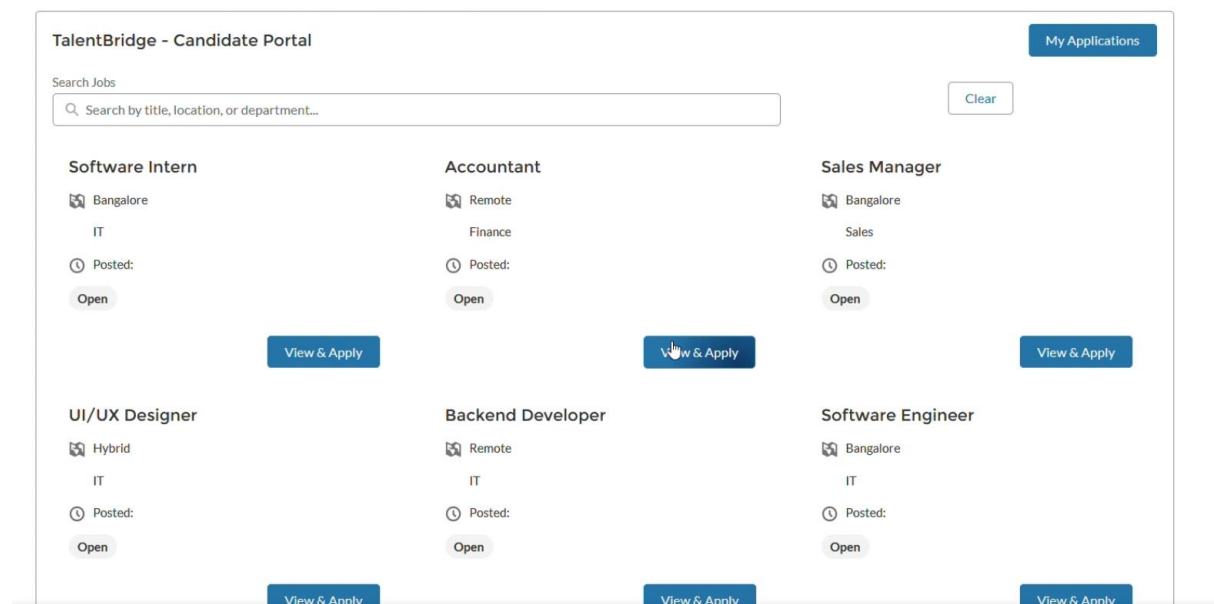 TalentBridge - Candidate Portal
My Applications
Search Jobs
Search by title, location, or department...
Clear
Software Intern
Bangalore
IT
Posted:
Open
View & Apply
Accountant
Remote
Finance
Posted:
Open
View & Apply
Sales Manager
Bangalore
Sales
Posted:
Open
View & Apply
UI/UX Designer
Hybrid
IT
Posted:
Open
View & Apply
Backend Developer
Remote
IT
Posted:
Open
View & Apply
Software Engineer
Bangalore
IT
Posted:
Open
View & Apply